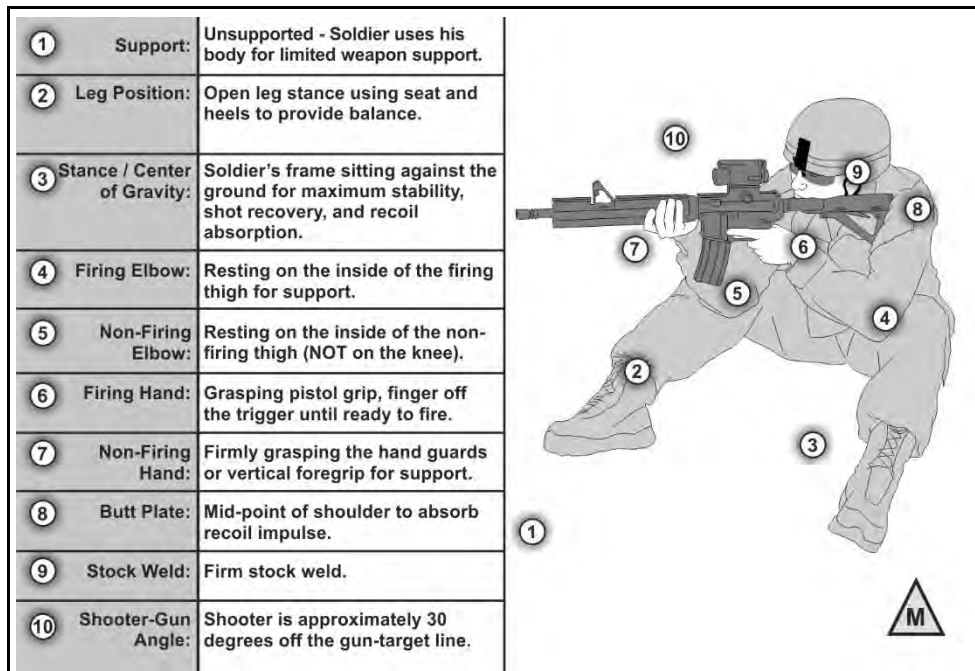 1 Support: Unsupported - Soldier uses his
body for limited weapon support.
2 Leg Position: Open leg stance using seat and
heels to provide balance.
3 Stance / Center
of Gravity: Soldier's frame sitting against the
ground for maximum stability,
shot recovery, and recoil
absorption.
4 Firing Elbow: Resting on the inside of the firing
thigh for support.
5 Non-Firing
Elbow: Resting on the inside of the non-
firing thigh (NOT on the knee).
6 Firing Hand: Grasping pistol grip, finger off
the trigger until ready to fire.
7 Non-Firing
Hand: Firmly grasping the hand guards
or vertical foregrip for support.
8 Butt Plate: Mid-point of shoulder to absorb
recoil impulse.
9 Stock Weld: Firm stock weld.
10 Shooter-Gun
Angle: Shooter is approximately 30
degrees off the gun-target line.
10
9
8
7
6
5
4
2
3
1
M